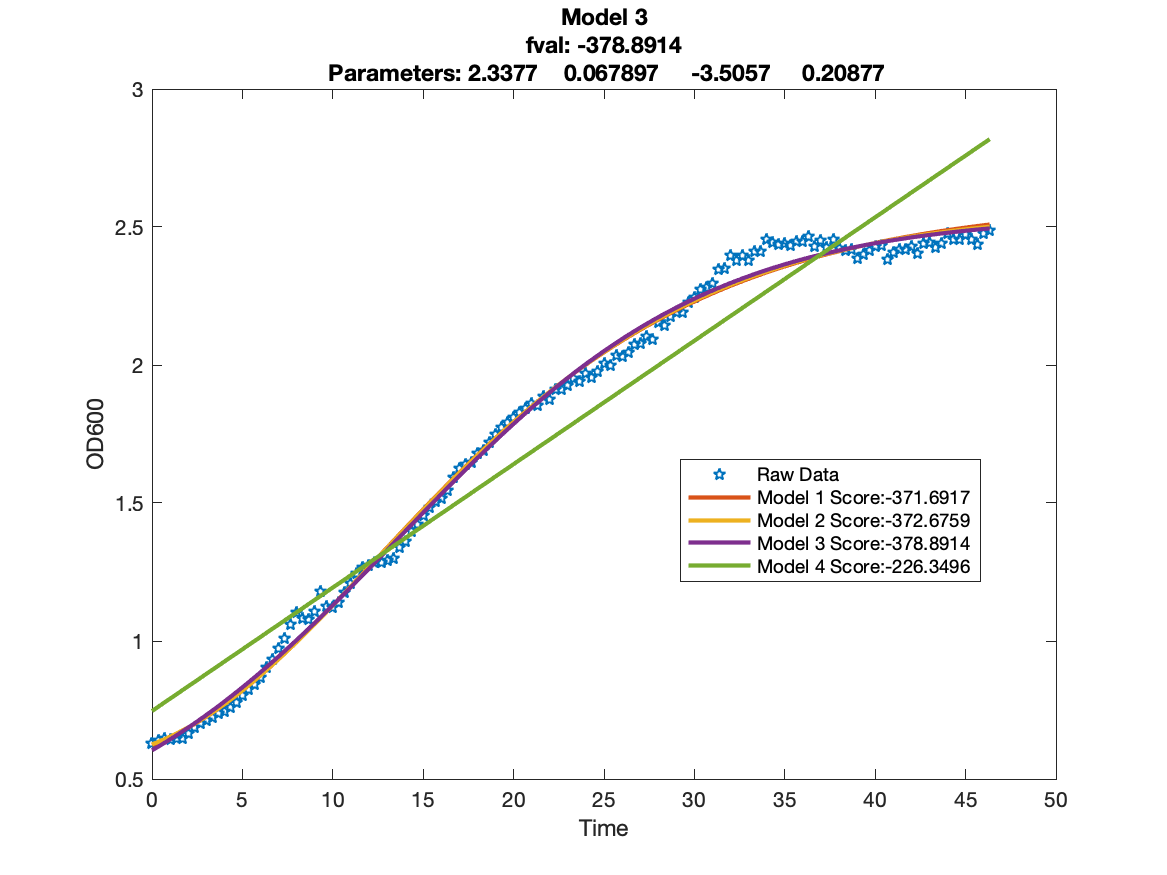 Model 3
fval: -378.8914
Parameters: 2.3377 0.067897 -3.5057 0.20877
3
2.5
2
1.5
1
0.5
OD600
Raw Data
Model 1 Score:-371.6917
Model 2 Score:-372.6759
Model 3 Score:-378.8914
Model 4 Score:-226.3496
0 5 10 15 20 25 30 35 40 45 50
Time